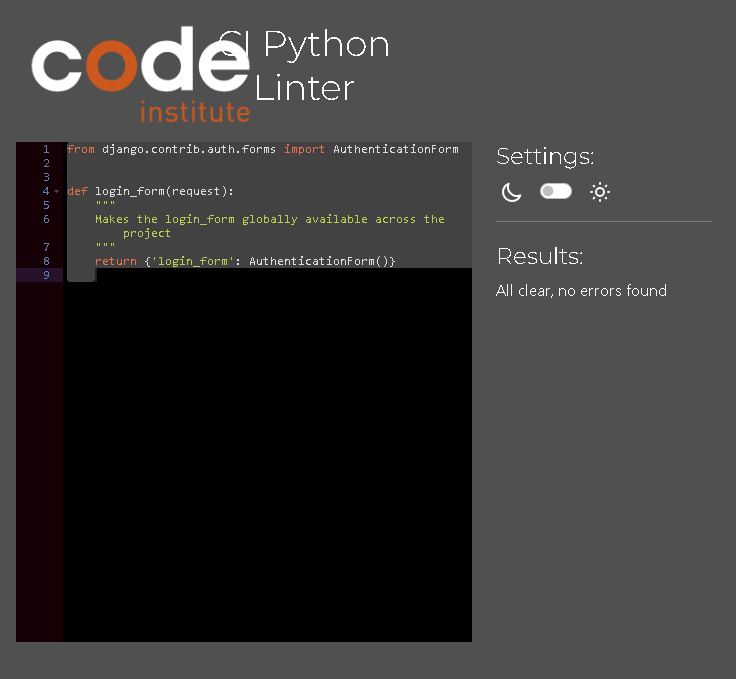 code
institute
CI Python
Linter
1 from django.contrib.auth.forms import AuthenticationForm
2
3
4 def login_form(request):
5 """
6 Makes the login_form globally available across the
project
7 """
8 return {'login_form': AuthenticationForm()}
9
Settings:
Results:
All clear, no errors found